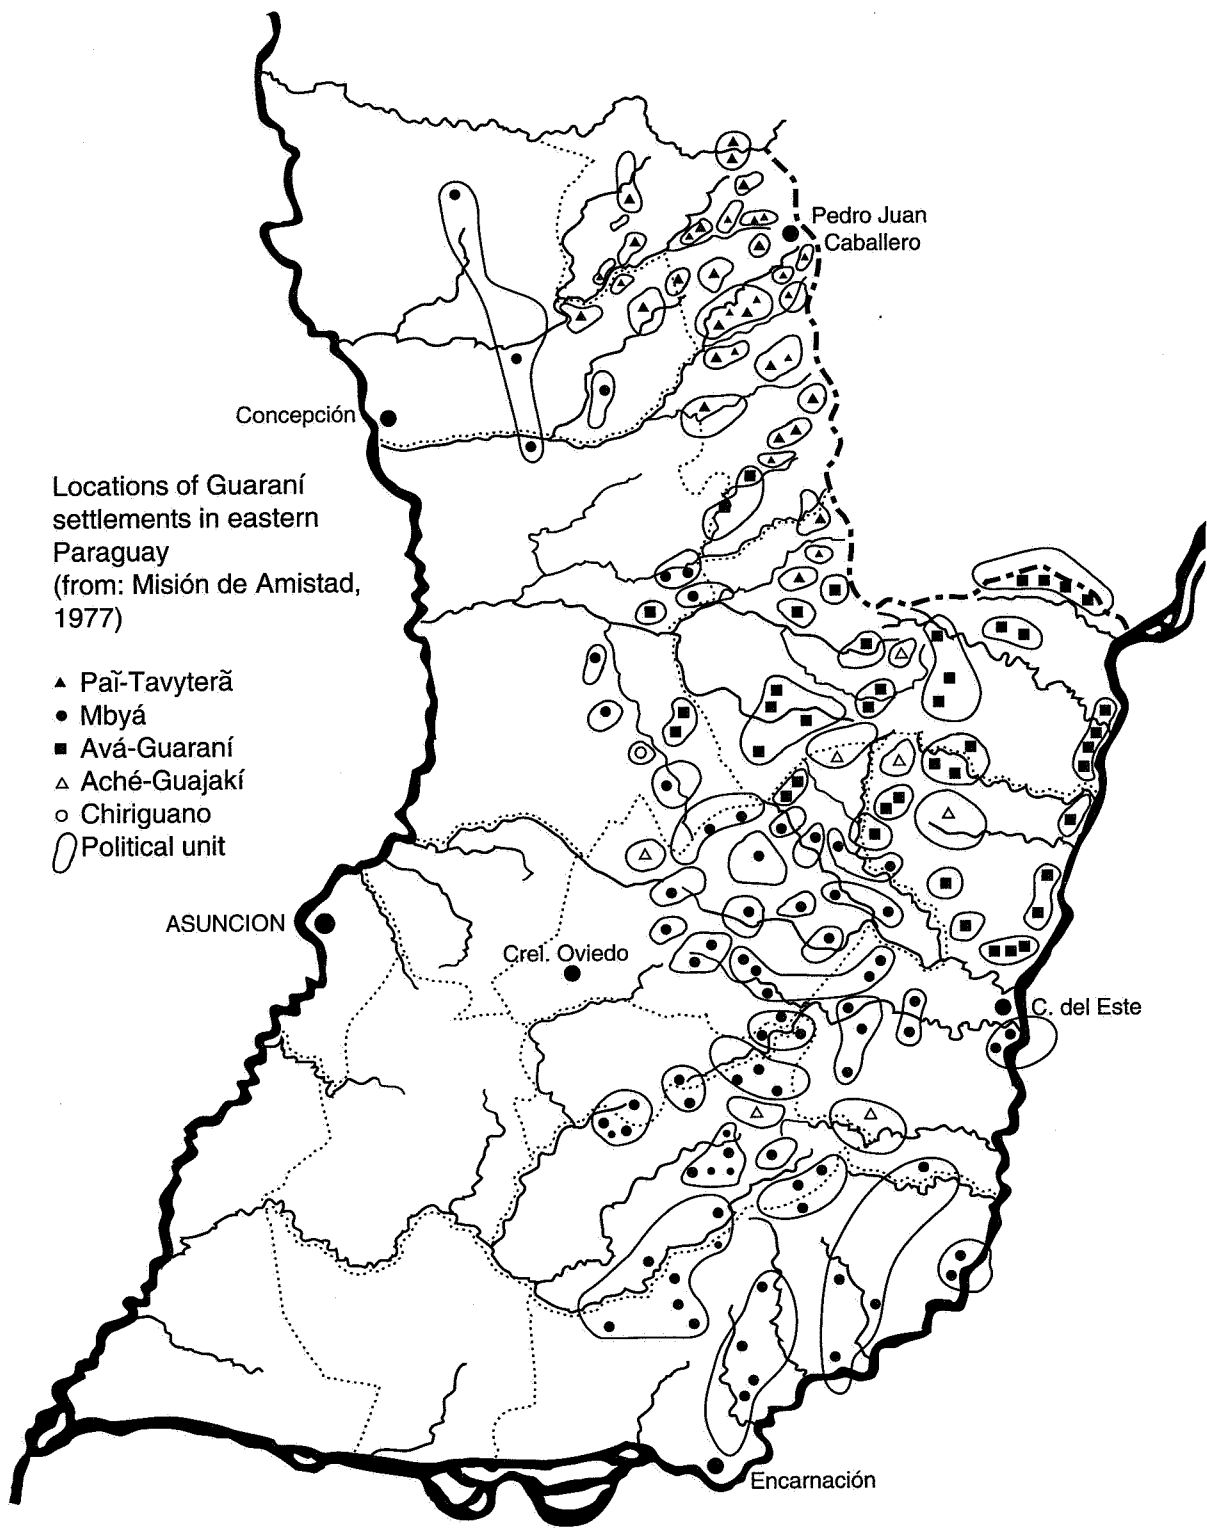 Pedro Juan
Caballero
Concepción
Locations of Guaraní
settlements in eastern
Paraguay
(from: Misión de Amistad,
1977)
Paĩ-Tavyterã
Mbyá
Avá-Guaraní
Aché-Guajakí
Chiriguano
Political unit
ASUNCION
Crel. Oviedo
C. del Este
Encarnación